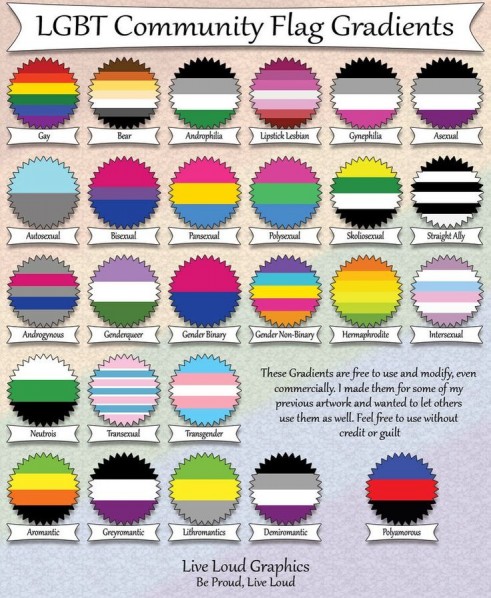 LGBT Community Flag Gradients
Gay Bear Androphilia Lipstick Lesbian Gynephilia Asexual
Autosexual Bisexual Pansexual Polysexual Skoliosexual Straight Ally
Androgynous Genderqueer Gender Binary Gender Non-Binary Hermaphrodite Intersexual
These Gradients are free to use and modify, even
commercially. I made them for some of my
previous artwork and wanted to let others
use them as well. Feel free to use without
credit or guilt
Neutrois Transexual Transgender
Aromantic Greyromantic Lithromantics Demiromantic Polyamorous
Live Loud Graphics
Be Proud, Live Loud